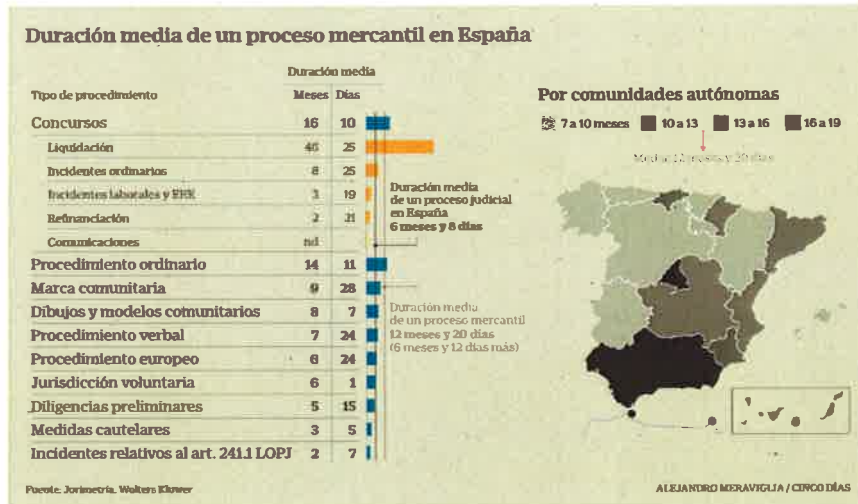 Duración media de un proceso mercantil en España
Duración media
Tipo de procedimiento Meses Días
Concursos 16 10
Liquidación 46 25
Incidentes ordinarios 8 25
Incidentes laborales y ERE 3 19
Refinanciación 2 21
Comunicaciones nd
Procedimiento ordinario 14 11
Marca comunitaria 9 28
Dibujos y modelos comunitarios 8 7
Procedimiento verbal 7 24
Procedimiento europeo 6 24
Jurisdicción voluntaria 6 1
Diligencias preliminares 5 15
Medidas cautelares 3 5
Incidentes relativos al art. 241.1 LOPJ 2 7
Duración media
de un proceso judicial
en España
6 meses y 8 días
Duración media
de un proceso mercantil
12 meses y 20 días
(6 meses y 12 días más)
Por comunidades autónomas
7 a 10 meses 10 a 13 13 a 16 16 a 19
Media: 12 meses y 20 días
Fuente: Jurimetría, Wolters Kluwer
ALEJANDRO MERAVIGLIA / CINCO DÍAS